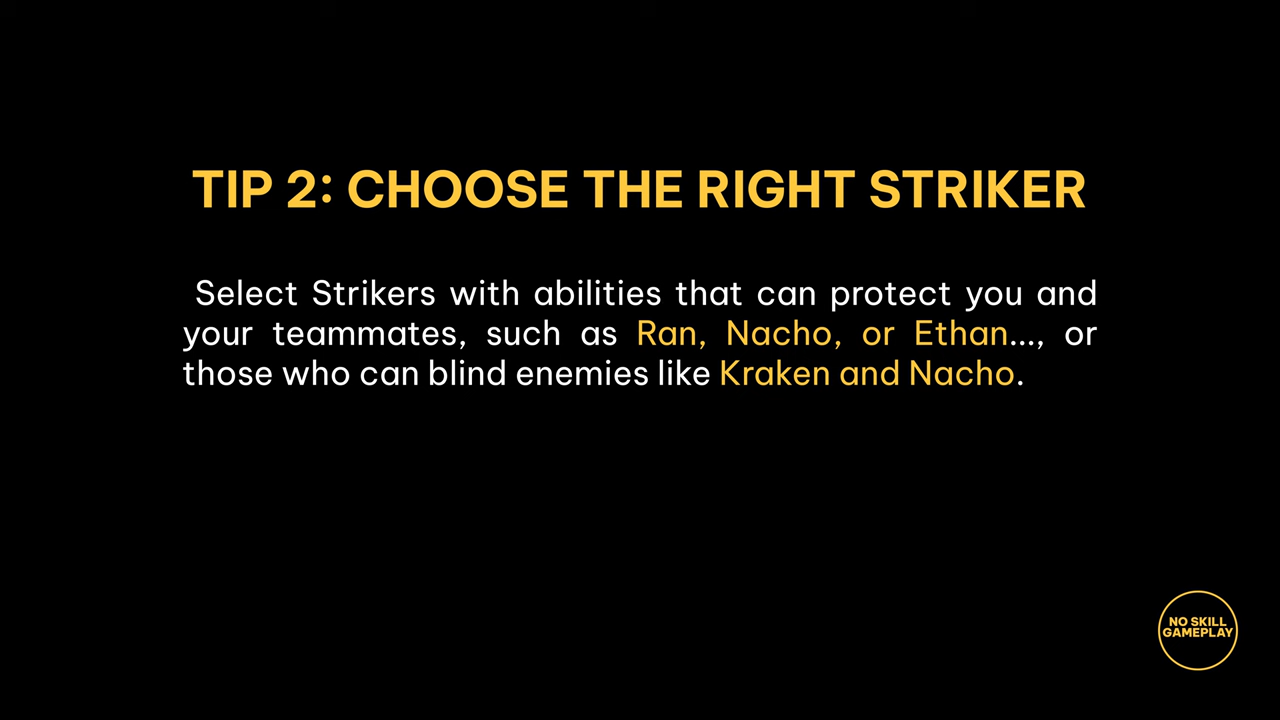 TIP 2: CHOOSE THE RIGHT STRIKER
Select Strikers with abilities that can protect you and
your teammates, such as Ran, Nacho, or Ethan..., or
those who can blind enemies like Kraken and Nacho.
NO SKILL
GAMEPLAY